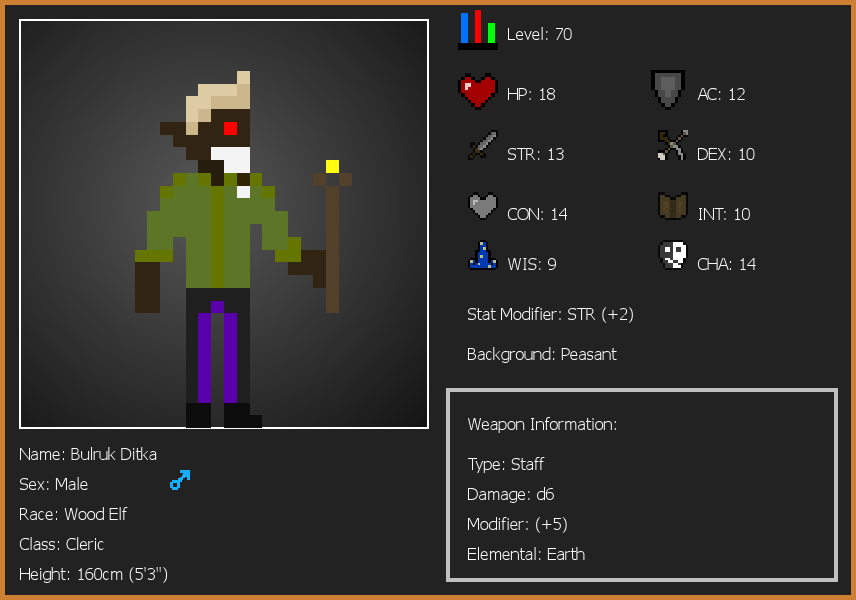 Level: 70
HP: 18
AC: 12
STR: 13
DEX: 10
CON: 14
INT: 10
WIS: 9
CHA: 14
Stat Modifier: STR (+2)
Background: Peasant
Weapon Information:
Type: Staff
Damage: d6
Modifier: (+5)
Elemental: Earth
Name: Bulruk Ditka
Sex: Male
Race: Wood Elf
Class: Cleric
Height: 160cm (5'3")